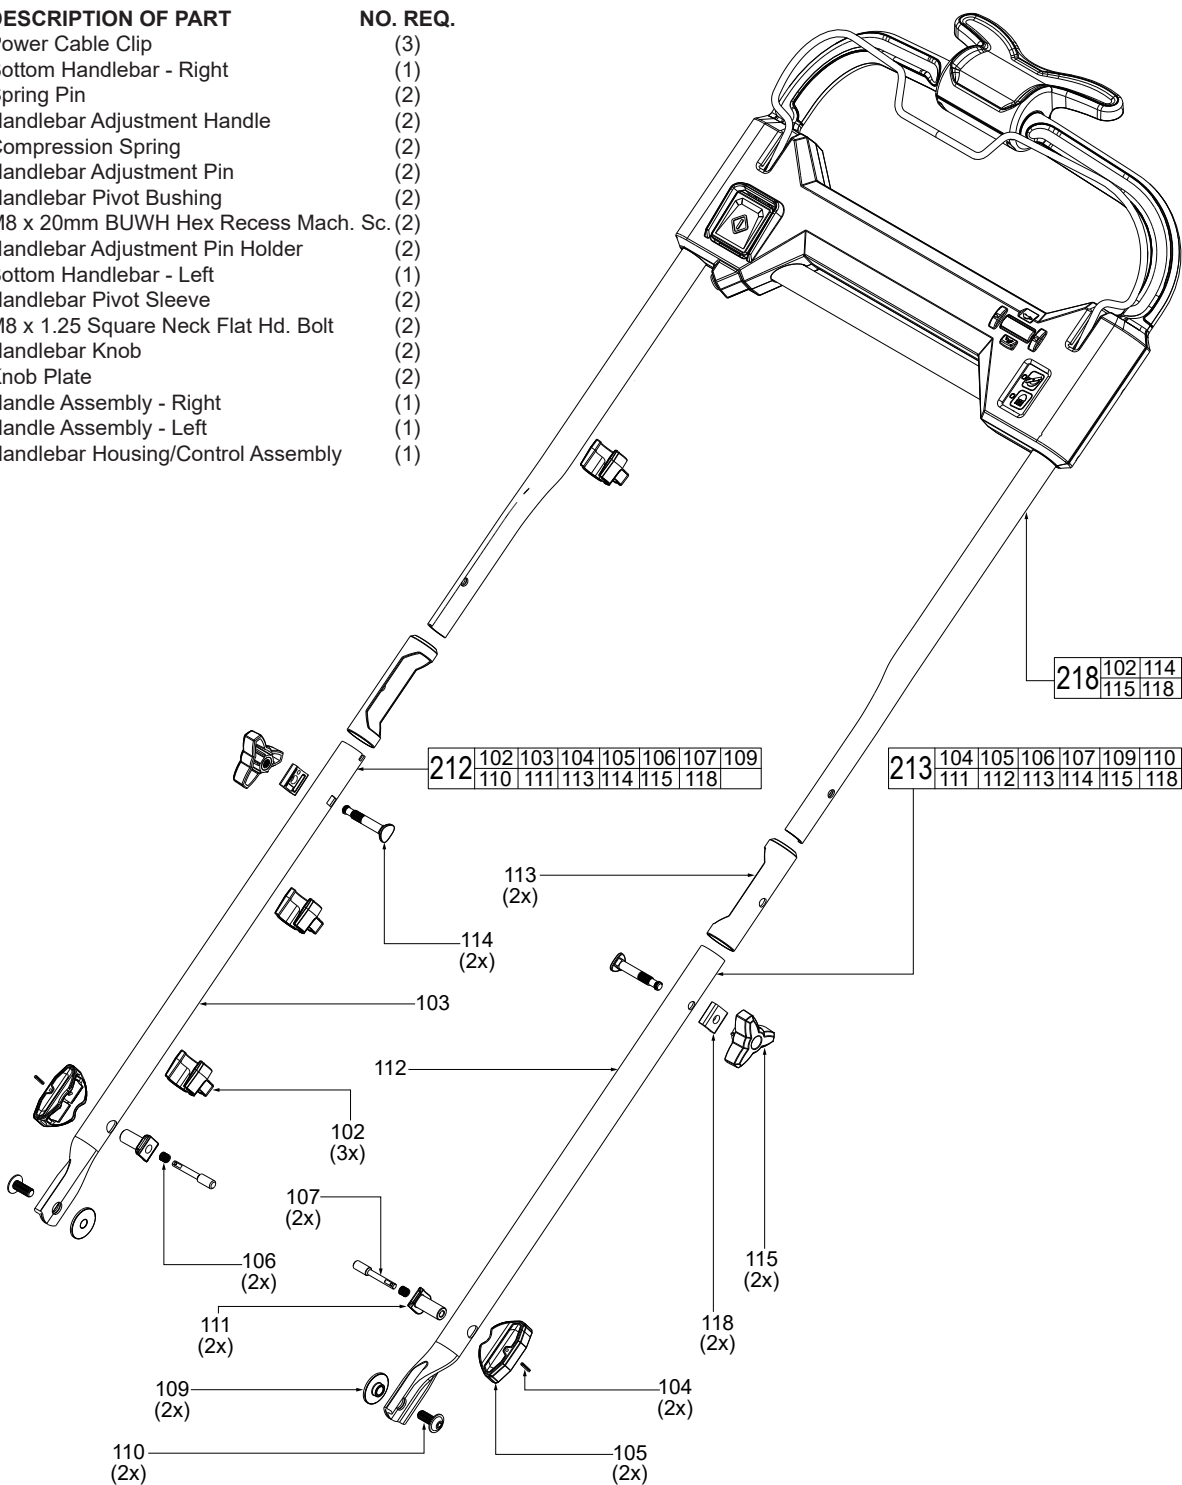 DESCRIPTION OF PART NO. REQ.
Power Cable Clip (3)
Bottom Handlebar - Right (1)
Spring Pin (2)
Handlebar Adjustment Handle (2)
Compression Spring (2)
Handlebar Adjustment Pin (2)
Handlebar Pivot Bushing (2)
M8 x 20mm BUWH Hex Recess Mach. Sc. (2)
Handlebar Adjustment Pin Holder (2)
Bottom Handlebar - Left (1)
Handlebar Pivot Sleeve (2)
M8 x 1.25 Square Neck Flat Hd. Bolt (2)
Handlebar Knob (2)
Knob Plate (2)
Handle Assembly - Right (1)
Handle Assembly - Left (1)
Handlebar Housing/Control Assembly (1)
218 102 114
115 118
212 102 103 104 105 106 107 109
110 111 113 114 115 118
213 104 105 106 107 109 110
111 112 113 114 115 118
113
(2x)
114
(2x)
103
112
102
(3x)
107
(2x)
106
(2x)
115
(2x)
111
(2x)
118
(2x)
109
(2x)
104
(2x)
110
(2x)
105
(2x)